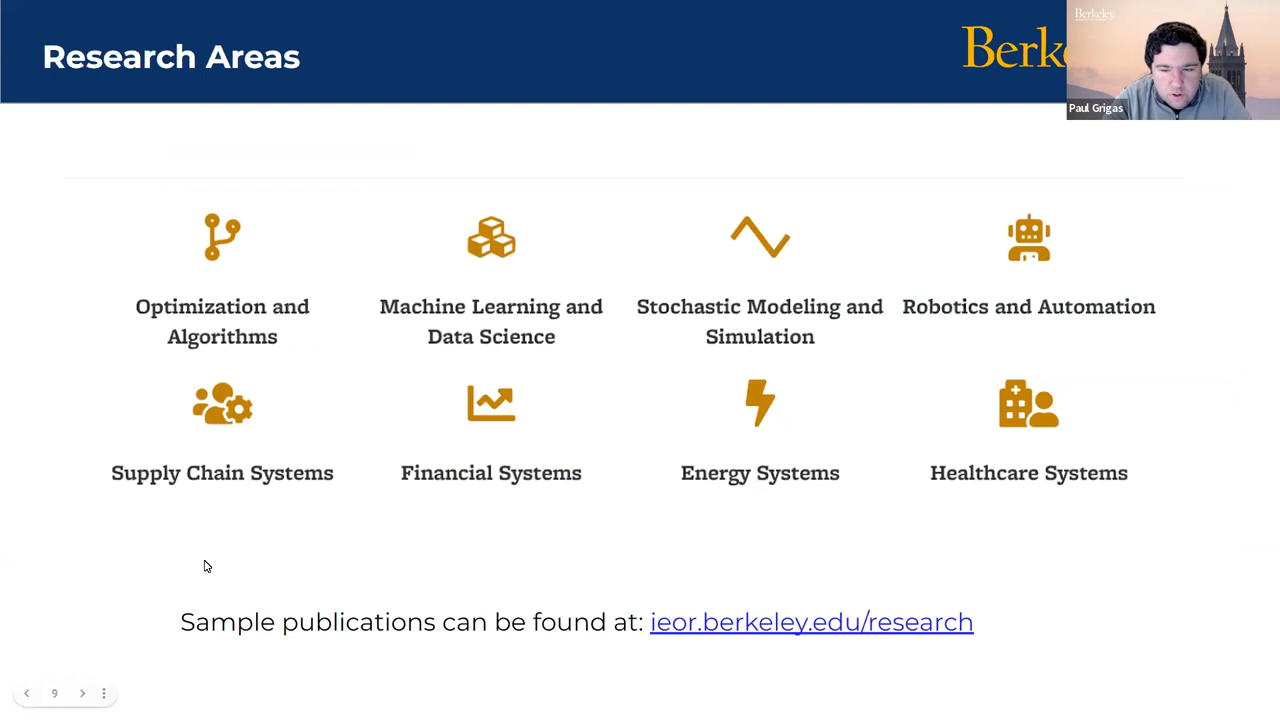 Research Areas
Berke
Berkeley
Paul Grigas
Optimization and
Algorithms
Machine Learning and
Data Science
Stochastic Modeling and
Simulation
Robotics and Automation
Supply Chain Systems
Financial Systems
Energy Systems
Healthcare Systems
Sample publications can be found at: ieor.berkeley.edu/research
9